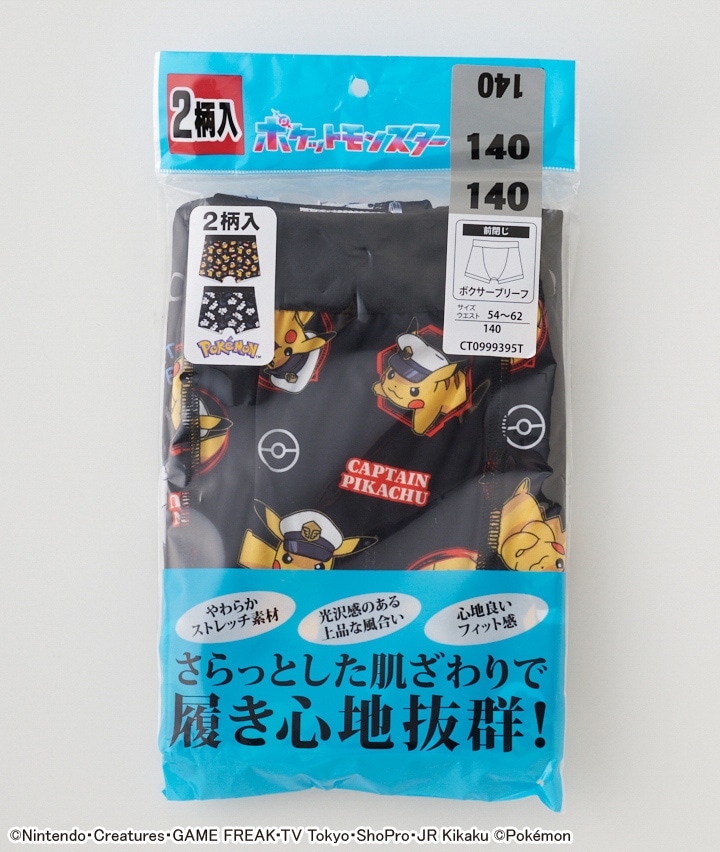 2柄入
ポケットモンスター
140
140
140
2柄入
POKÉMON
TM
前閉じ
ボクサーブリーフ
サイズ
ウエスト 54〜62
140
CT0999395T
CAPTAIN
PIKACHU
やわらか
ストレッチ素材
光沢感のある
上品な風合い
心地良い
フィット感
さらっとした肌ざわりで
履き心地抜群!
©Nintendo・Creatures・GAME FREAK・TV Tokyo・ShoPro・JR Kikaku ©Pokémon